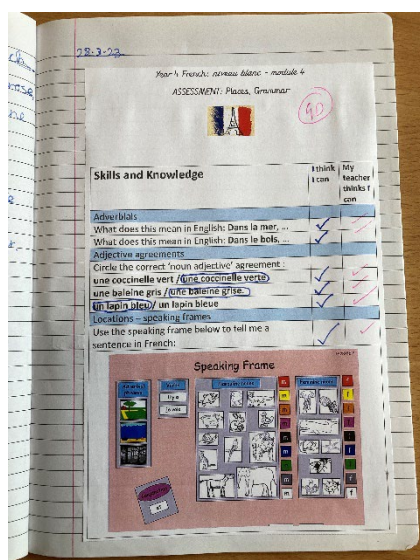 28.3.23
Year 4 French: niveau blanc - module 4
ASSESSMENT: Places, Grammar
Skills and Knowledge
I think I can
My teacher thinks I can
Adverbials
What does this mean in English: Dans la mer, ...
What does this mean in English: Dans le bois, ...
Adjective agreements
Circle the correct 'noun adjective' agreement :
une coccinelle vert / une coccinelle verte
une baleine gris / une baleine grise.
un lapin bleu / un lapin bleue
Locations – speaking frames
Use the speaking frame below to tell me a
sentence in French:
Speaking Frame
et